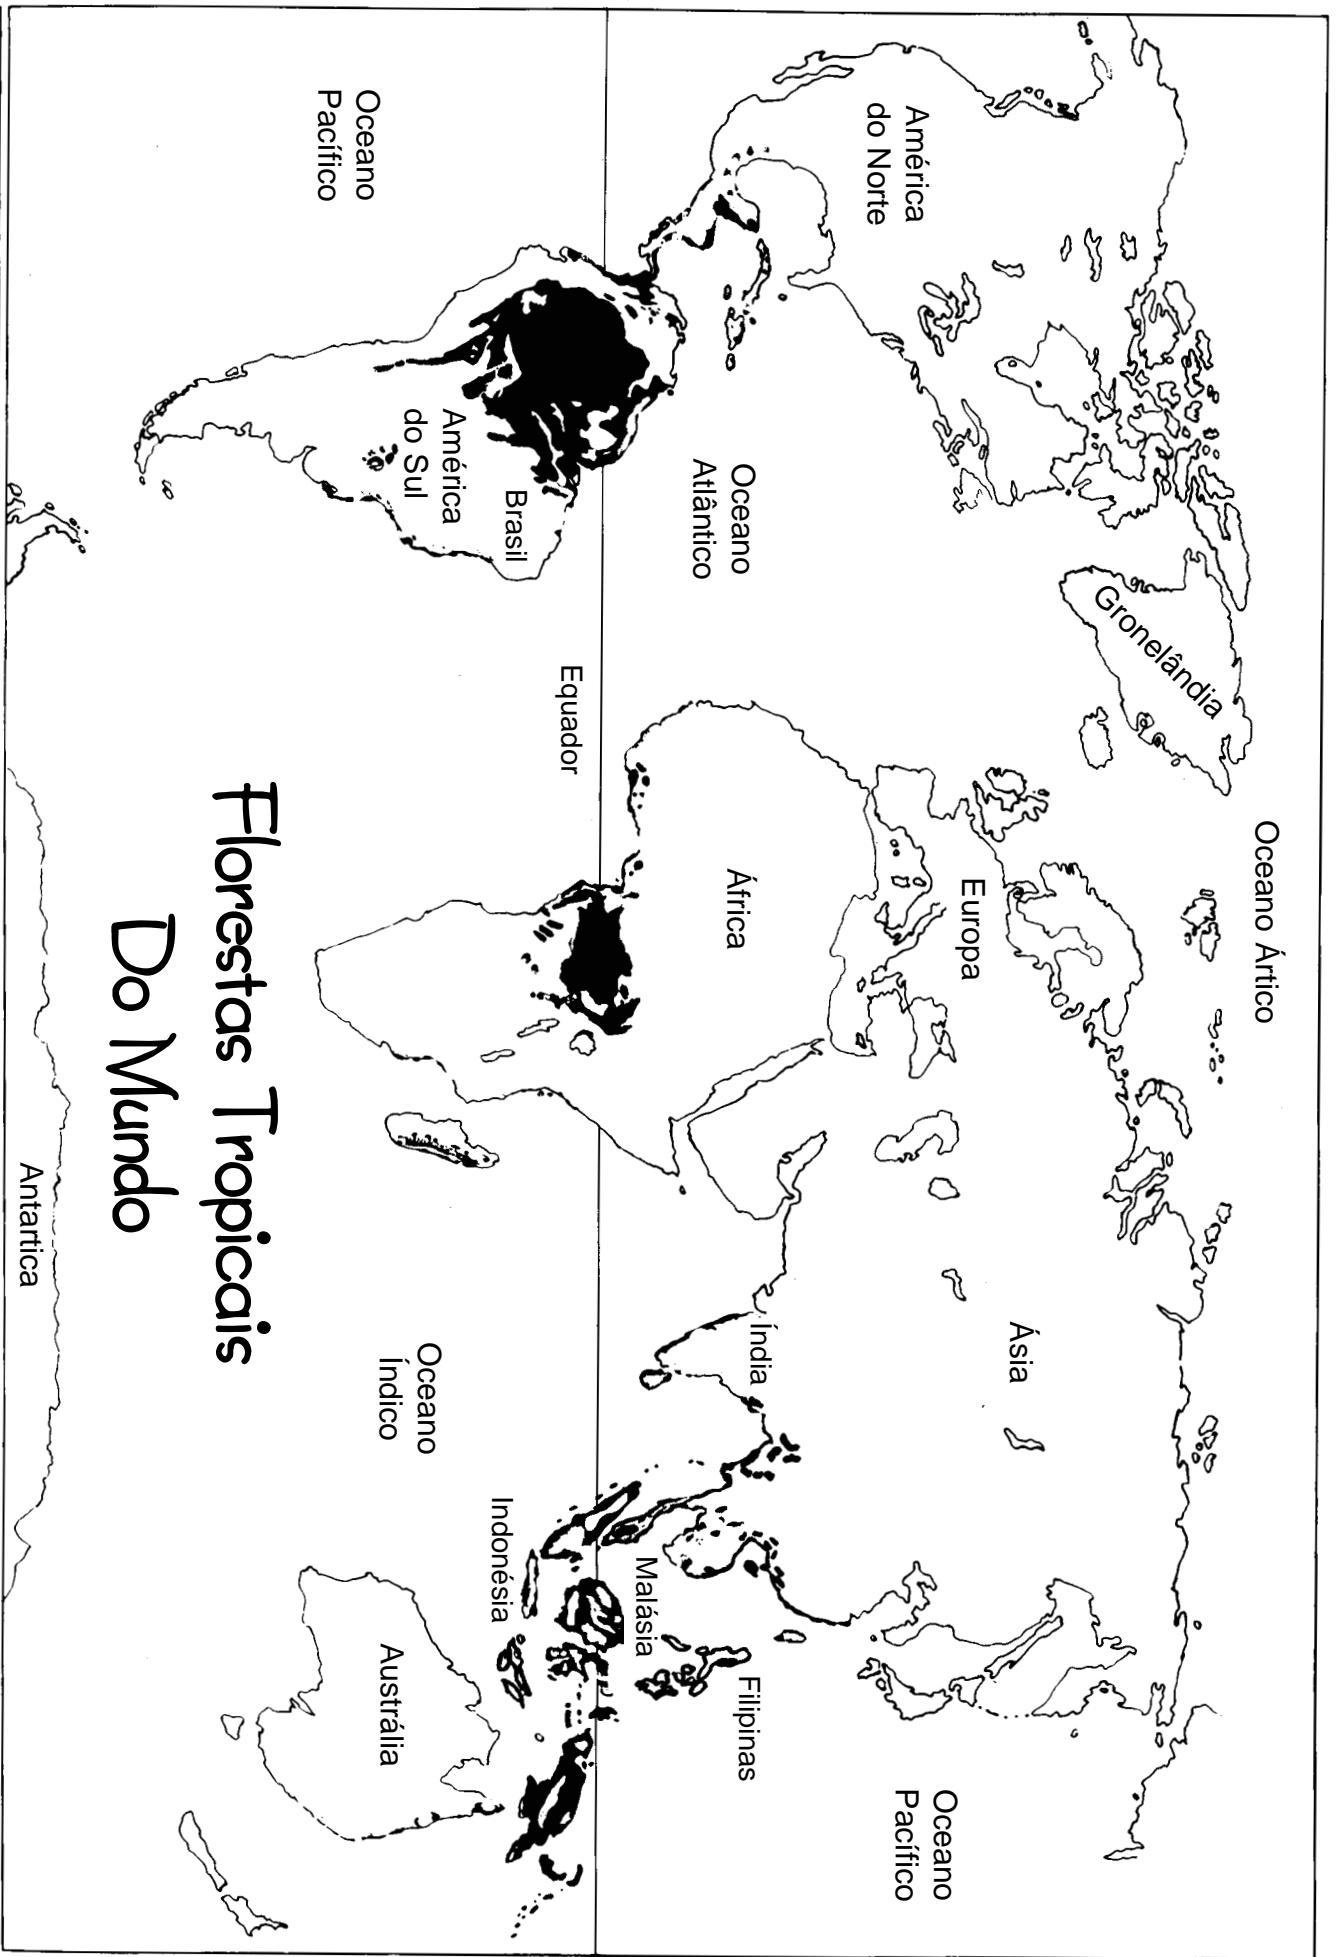 Oceano Ártico
Gronelândia
América
do Norte
Europa
Ásia
Oceano
Pacífico
Oceano
Atlântico
África
Índia
Filipinas
Malásia
Equador
Brasil
Indonésia
América
do Sul
Oceano
Índico
Austrália
Oceano
Pacífico
Florestas Tropicais
Do Mundo
Antartica